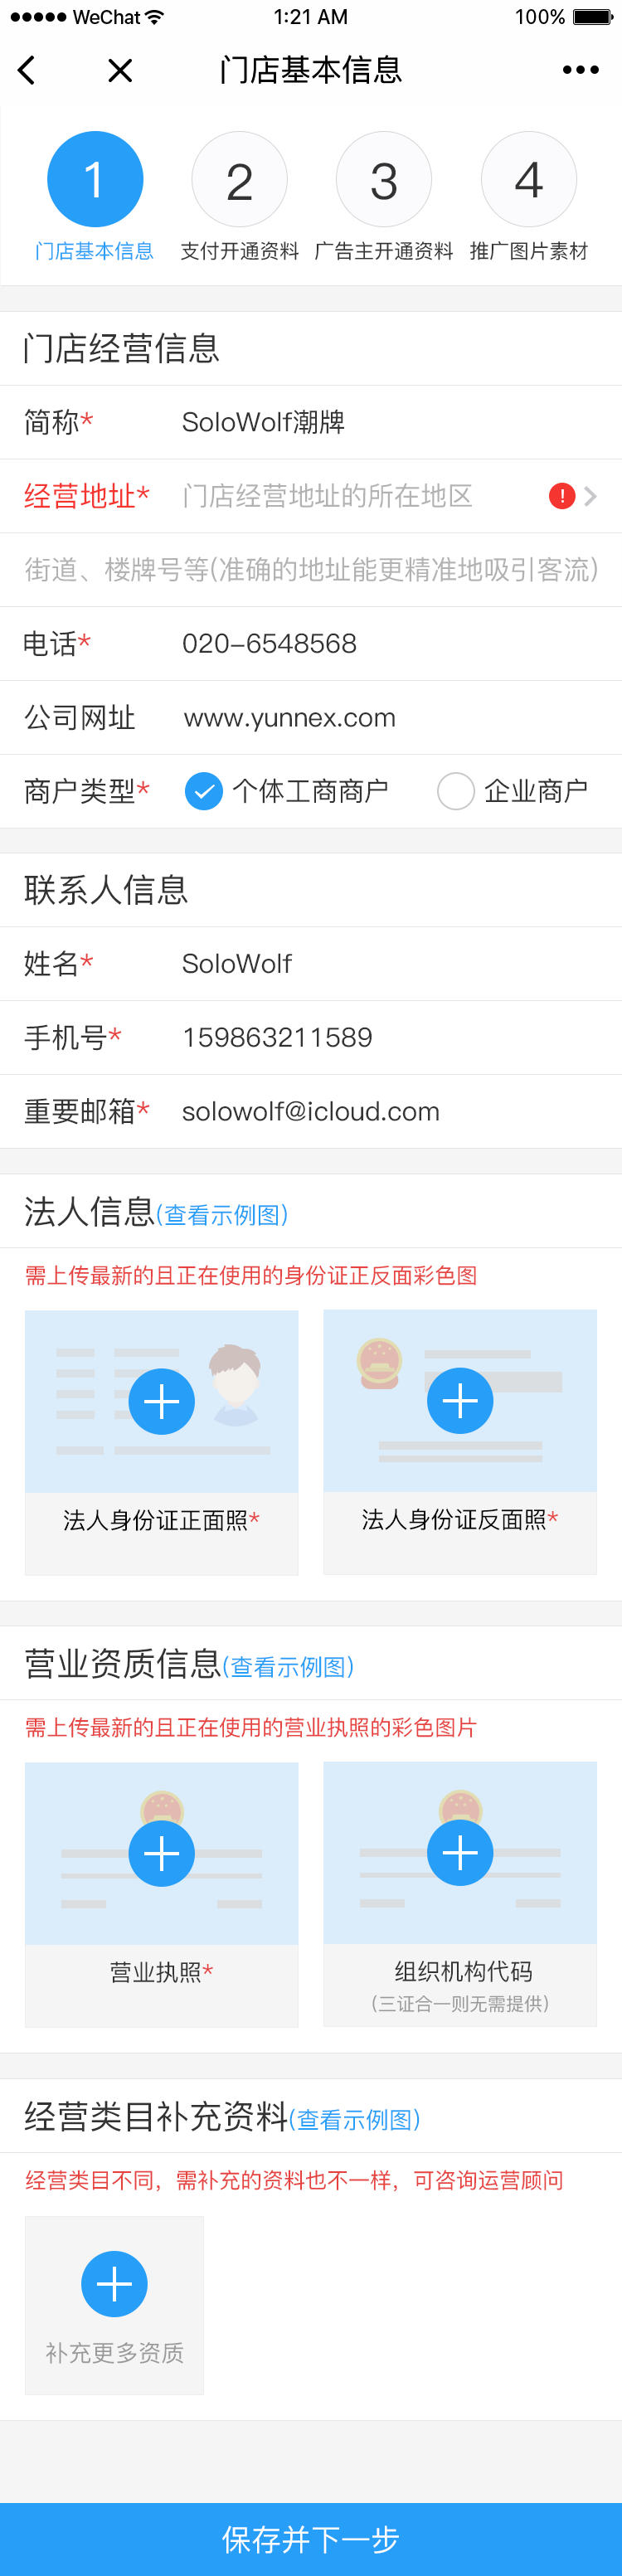 WeChat 1:21 AM 100%
门店基本信息
1 2 3 4
门店基本信息 支付开通资料 广告主开通资料 推广图片素材
门店经营信息
简称* SoloWolf潮牌
经营地址* 门店经营地址的所在地区 !
街道、楼牌号等(准确的地址能更精准地吸引客流)
电话* 020-6548568
公司网址 www.yunnex.com
商户类型* 个体工商商户 企业商户
联系人信息
姓名* SoloWolf
手机号* 159863211589
重要邮箱* solowolf@icloud.com
法人信息(查看示例图)
需上传最新的且正在使用的身份证正反面彩色图
法人身份证正面照* 法人身份证反面照*
营业资质信息(查看示例图)
需上传最新的且正在使用的营业执照的彩色图片
营业执照* 组织机构代码
(三证合一则无需提供)
经营类目补充资料(查看示例图)
经营类目不同，需补充的资料也不一样，可咨询运营顾问
补充更多资质
保存并下一步